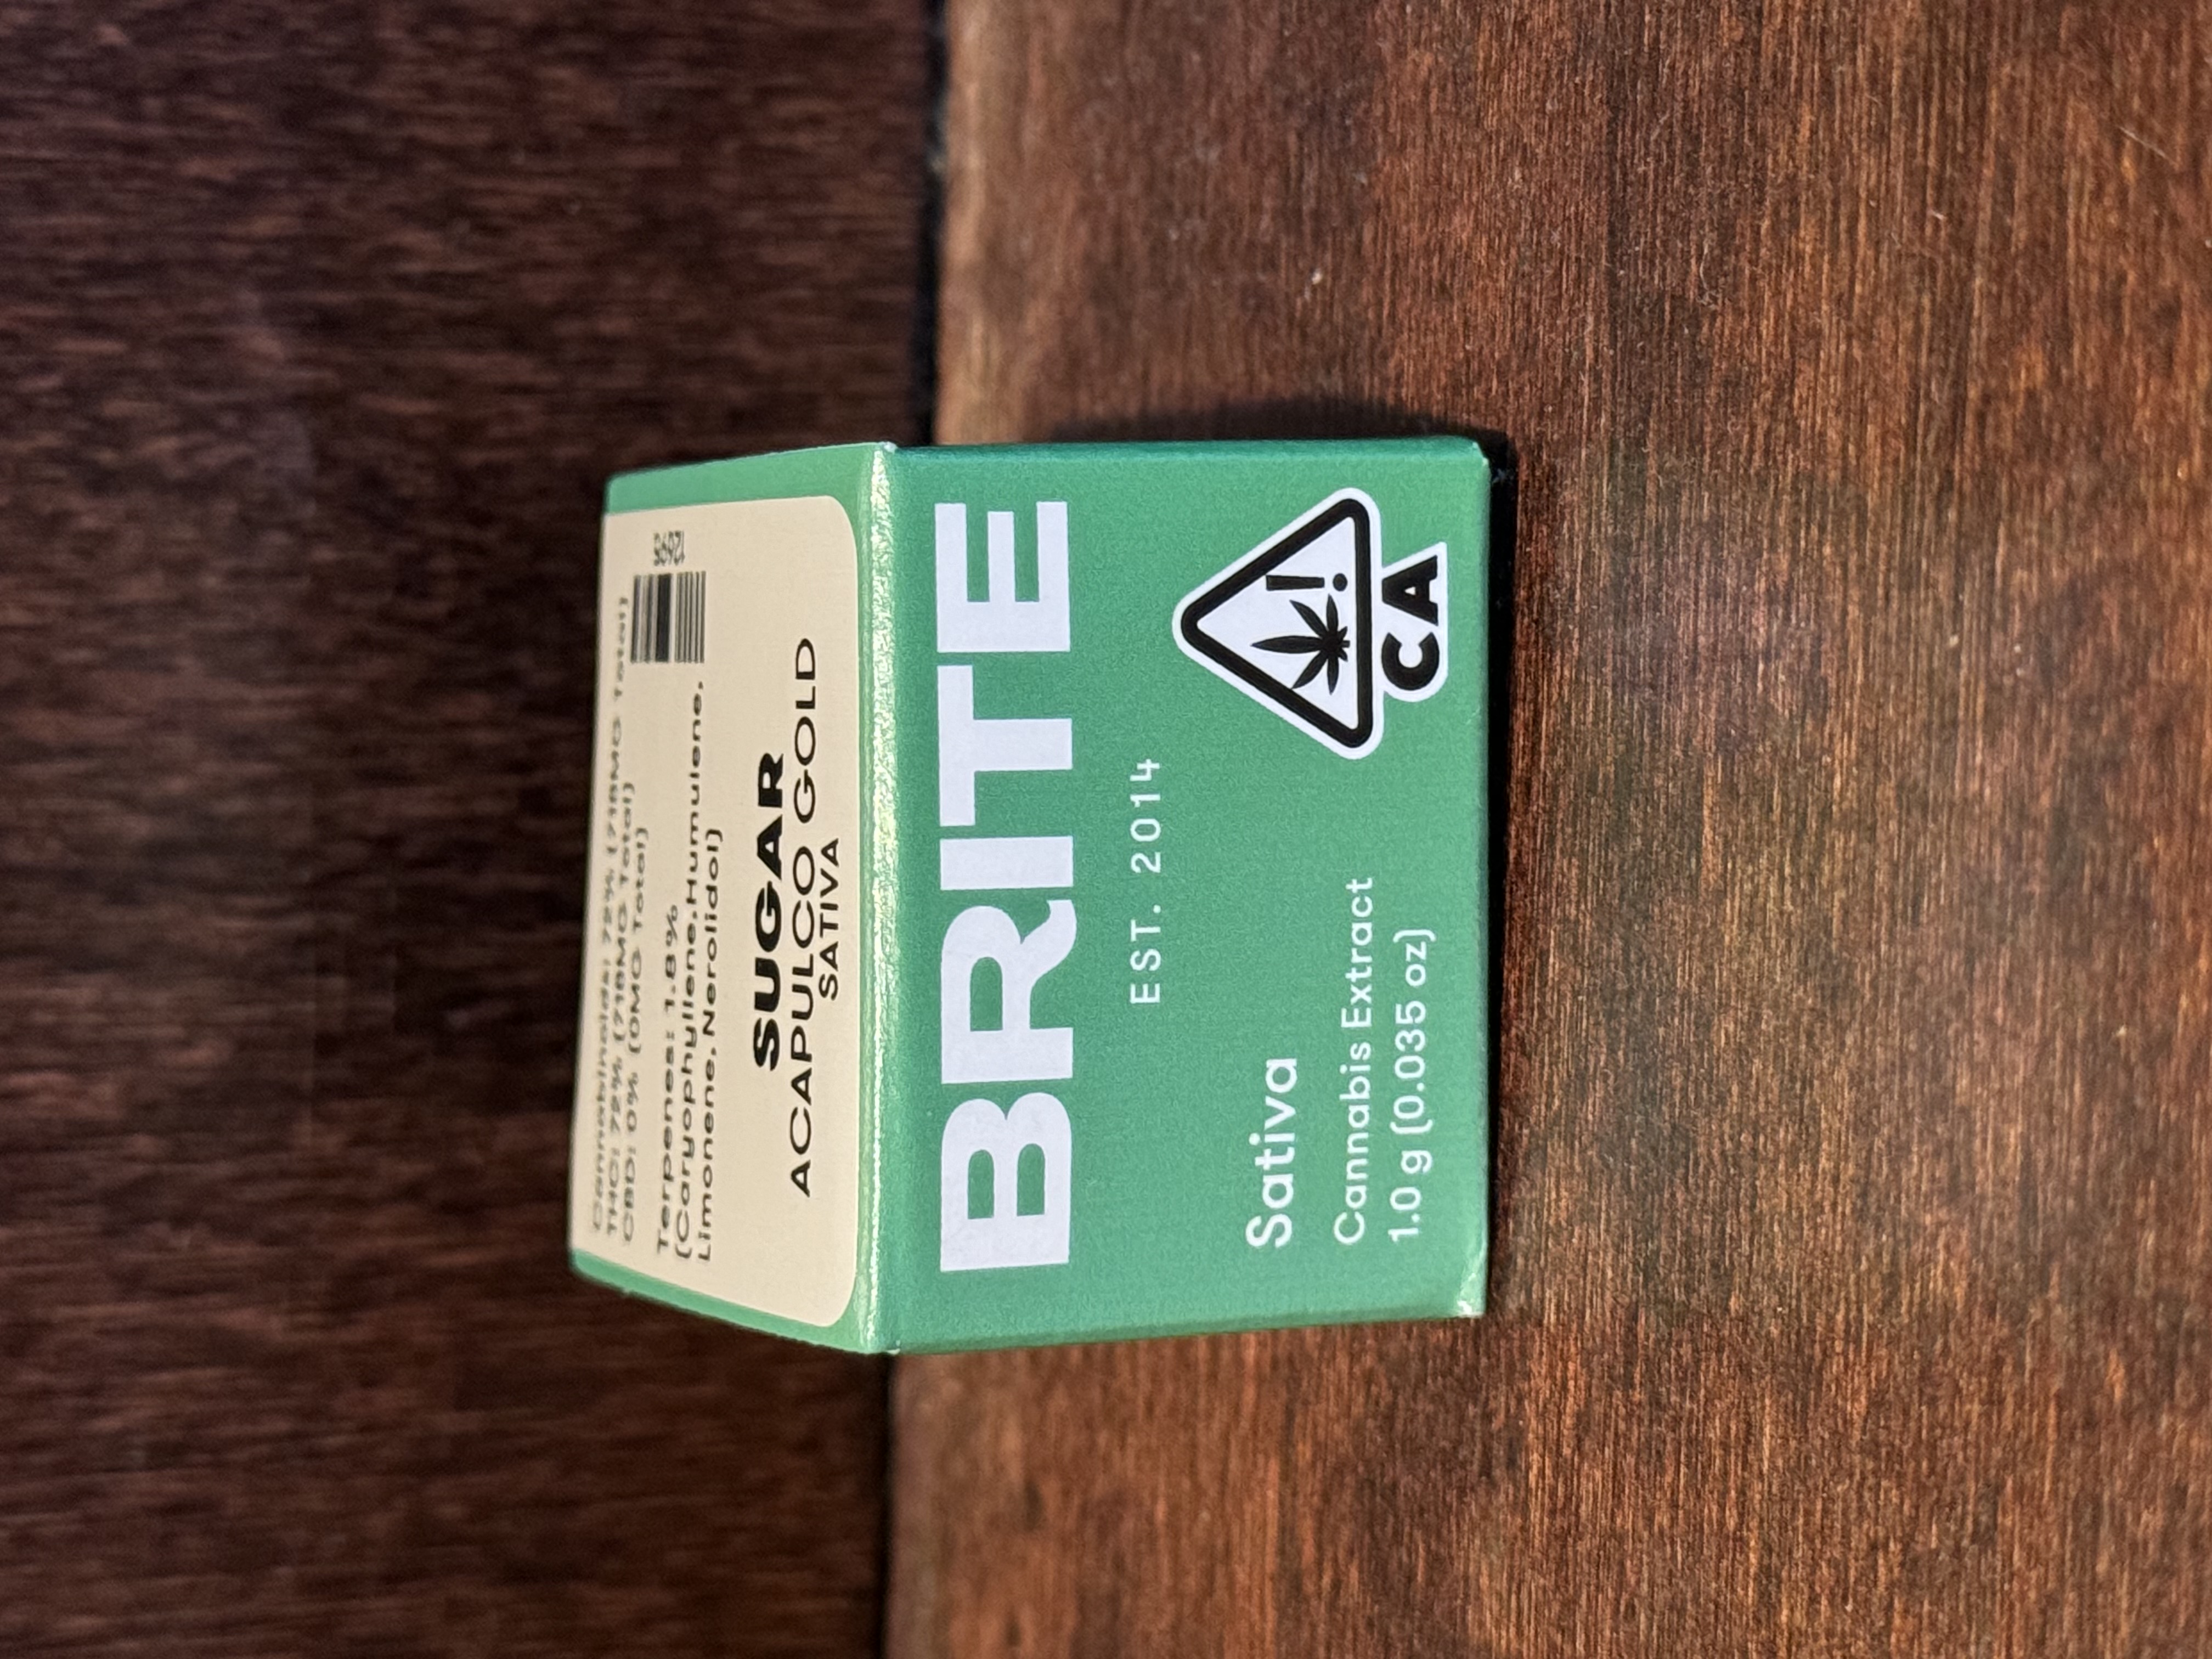 Cannabinoids: 72% (718MG Total)
THC: 72% (718MG Total)
CBD: 0% (0MG Total)
Terpenes: 1.8%
(Caryophyllene,Humulene,
Limonene, Nerolidol)
SUGAR
ACAPULCO GOLD
SATIVA
BRITE
EST. 2014
Sativa
Cannabis Extract
1.0 g (0.035 oz)
!
CA